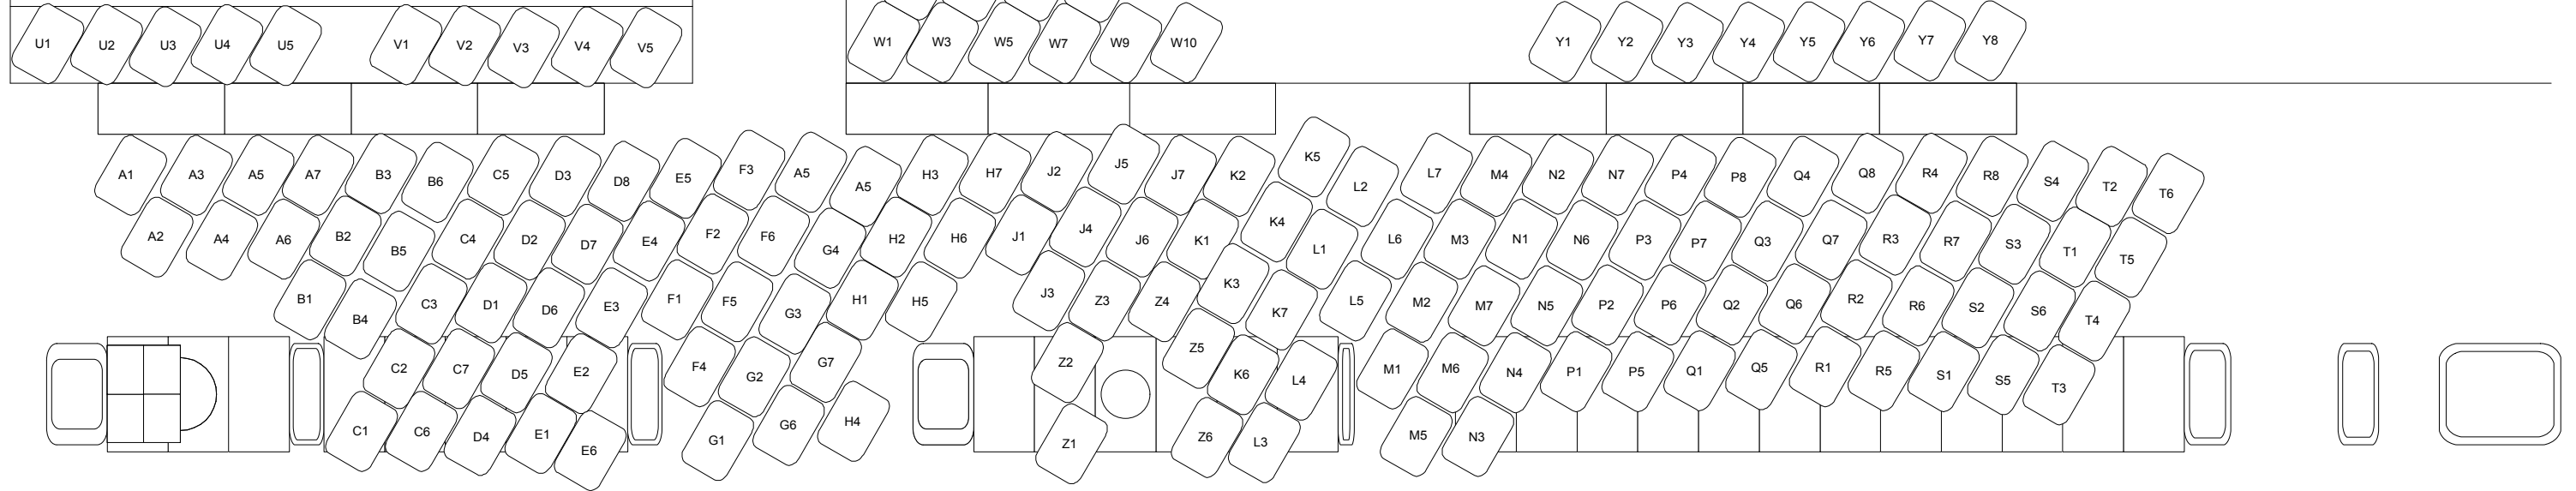 U1 U2 U3 U4 U5 V1 V2 V3 V4 V5 W1 W3 W5 W7 W9 W10 Y1 Y2 Y3 Y4 Y5 Y6 Y7 Y8
A1 A3 A5 A7 B3 B6 C5 D3 D8 E5 F3 A5 A5 H3 H7 J2 J5 J7 K2 K5 L2 L7 M4 N2 N7 P4 P8 Q4 Q8 R4 R8 S4 T2 T6
A2 A4 A6 B2 B5 C4 D2 D7 E4 F2 F6 G4 H2 H6 J1 J4 J6 K1 K4 L1 L6 M3 N1 N6 P3 P7 Q3 Q7 R3 R7 S3 T1 T5
B1 B4 C3 D1 D6 E3 F1 F5 G3 H1 H5 J3 Z3 Z4 K3 K7 L5 M2 M7 N5 P2 P6 Q2 Q6 R2 R6 S2 S6 T4
C2 C7 D5 E2 F4 G2 G7 Z2 Z5 K6 L4 M1 M6 N4 P1 P5 Q1 Q5 R1 R5 S1 S5 T3
C1 C6 D4 E1 E6 G1 G6 H4 Z1 Z6 L3 M5 N3